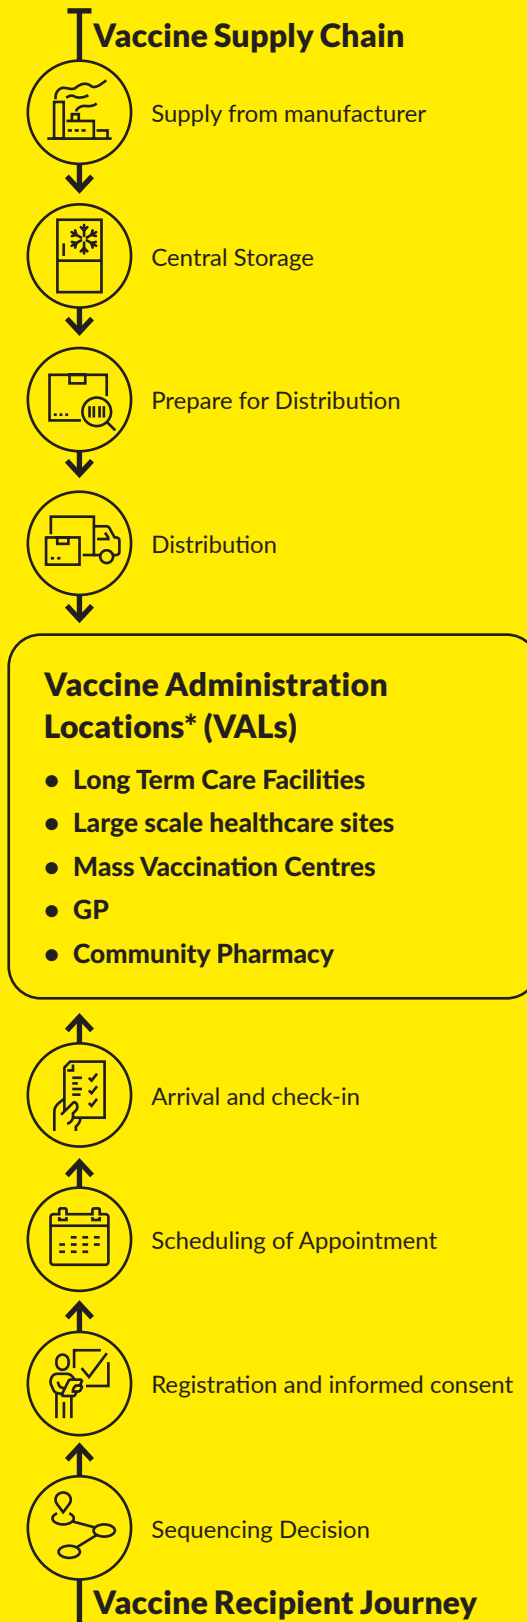 Vaccine Supply Chain
Supply from manufacturer
Central Storage
Prepare for Distribution
Distribution
Vaccine Administration
Locations* (VALs)
• Long Term Care Facilities
• Large scale healthcare sites
• Mass Vaccination Centres
• GP
• Community Pharmacy
Arrival and check-in
Scheduling of Appointment
Registration and informed consent
Sequencing Decision
Vaccine Recipient Journey